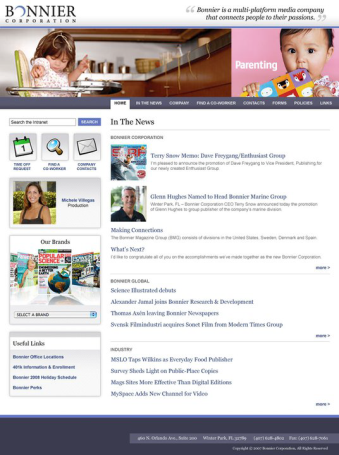 BONNIER
CORPORATION
“ Bonnier is a multi-platform media company
that connects people to their passions. ”
Parenting
HOME IN THE NEWS COMPANY FIND A CO-WORKER CONTACTS FORMS POLICIES LINKS
Search the Intranet SEARCH
TIME OFF
REQUEST
FIND A
CO-WORKER
COMPANY
CONTACTS
Michele Villegas
Production
Our Brands
POPULAR
SCIENCE
SELECT A BRAND
Useful Links
Bonnier Office Locations
401k Information & Enrollment
Bonnier 2008 Holiday Schedule
Bonnier Perks
In The News
BONNIER CORPORATION
Terry Snow Memo: Dave Freygang/Enthusiast Group
I'm pleased to announce the promotion of Dave Freygang to Vice President, Publishing for
our newly created Enthusiast Group.
Glenn Hughes Named to Head Bonnier Marine Group
Winter Park, FL – Bonnier Corporation CEO Terry Snow announced today the promotion
of Glenn Hughes to group publisher of the company's marine division.
Making Connections
The Bonnier Magazine Group (BMG) consists of divisions in the United States, Sweden, Denmark and Spain.
What's Next?
I'd like to congratulate all of you on the accomplishments we've made together as the new Bonnier Corporation.
more »
BONNIER GLOBAL
Science Illustrated debuts
Alexander Jamal joins Bonnier Research & Development
Thomas Axén leaving Bonnier Newspapers
Svensk Filmindustri acquires Sonet Film from Modern Times Group
more »
INDUSTRY
MSLO Taps Wilkins as Everyday Food Publisher
Survey Sheds Light on Public-Place Copies
Mags Sites More Effective Than Digital Editions
MySpace Adds New Channel for Video
more »
460 N. Orlando Ave., Suite 200 Winter Park, FL 32789 (407) 628-4802 Fax: (407) 628-7061
Copyright © 2007 Bonnier Corporation. All Rights Reserved